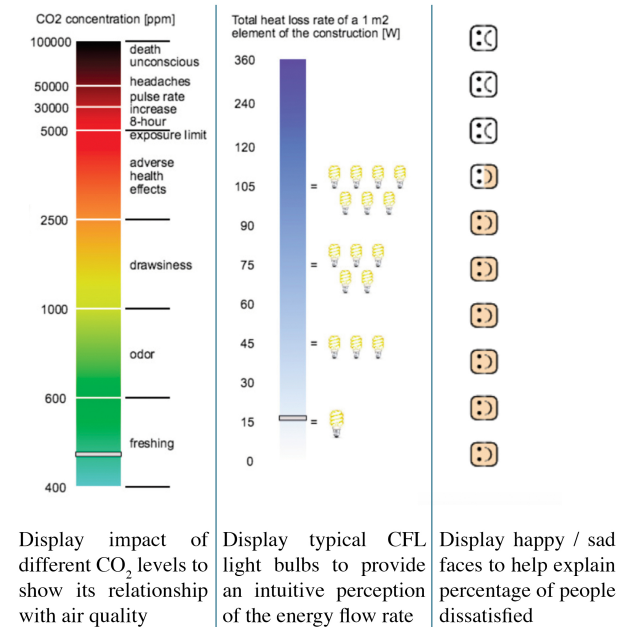 CO2 concentration [ppm]
100000
death
unconscious
50000
headaches
30000
pulse rate
increase
8-hour
5000
exposure limit
adverse
health
effects
2500
drawsiness
1000
odor
600
freshing
400
Total heat loss rate of a 1 m2
element of the construction [W]
360
240
120
105
=
90
75
=
60
45
=
30
15
=
0
Display impact of
different CO₂ levels to
show its relationship
with air quality
Display typical CFL
light bulbs to provide
an intuitive perception
of the energy flow rate
Display happy / sad
faces to help explain
percentage of people
dissatisfied